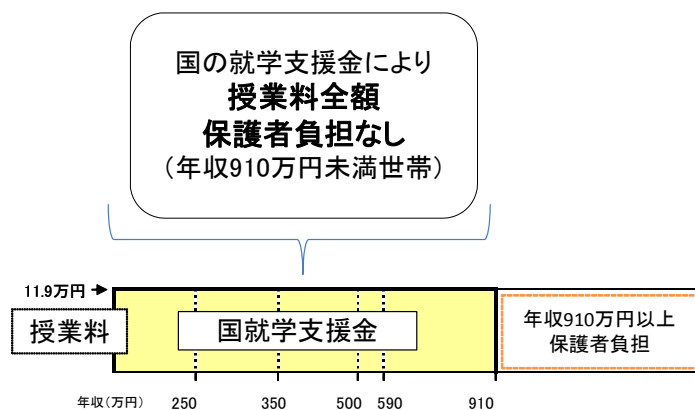 国の就学支援金により
授業料全額
保護者負担なし
（年収910万円未満世帯）
11.9万円
授業料
国就学支援金
年収910万円以上
保護者負担
年収（万円） 250 350 500 590 910